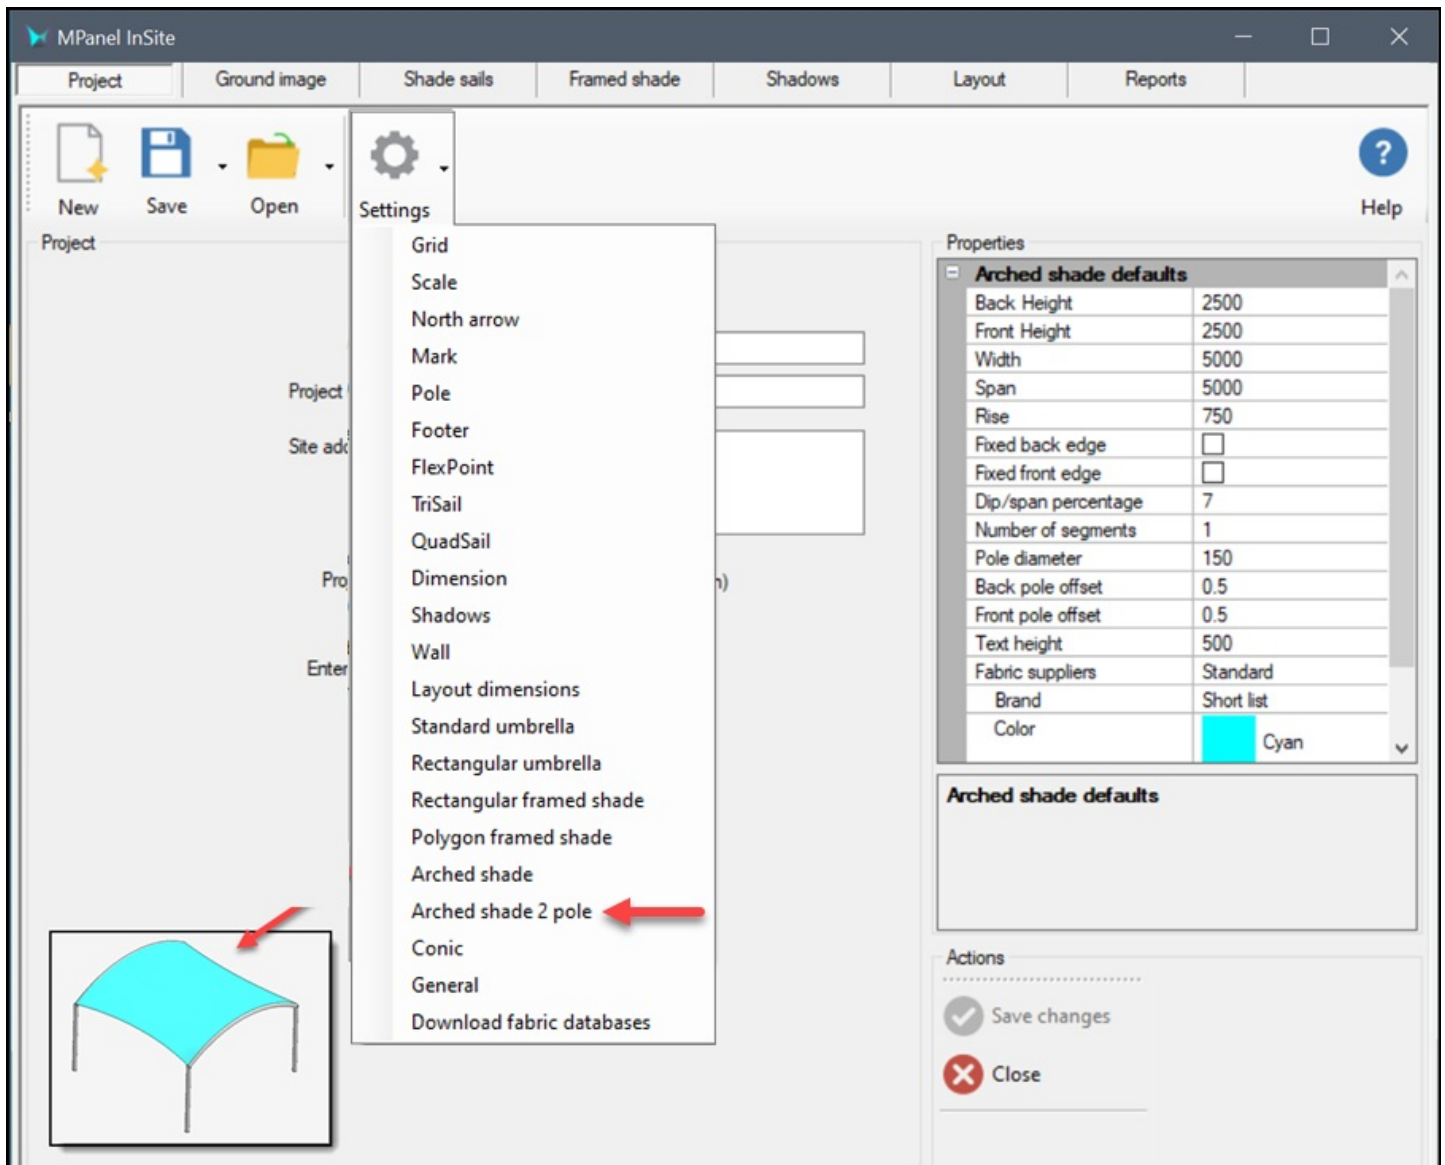 MPanel InSite
Project Ground image Shade sails Framed shade Shadows Layout Reports
New Save Open Settings Help
Project
Project
Site add
Proj
Enter
h)
Grid
Scale
North arrow
Mark
Pole
Footer
FlexPoint
TriSail
QuadSail
Dimension
Shadows
Wall
Layout dimensions
Standard umbrella
Rectangular umbrella
Rectangular framed shade
Polygon framed shade
Arched shade
Arched shade 2 pole
Conic
General
Download fabric databases
Properties
Arched shade defaults
Back Height 2500
Front Height 2500
Width 5000
Span 5000
Rise 750
Fixed back edge
Fixed front edge
Dip/span percentage 7
Number of segments 1
Pole diameter 150
Back pole offset 0.5
Front pole offset 0.5
Text height 500
Fabric suppliers Standard
Brand Short list
Color Cyan
Arched shade defaults
Actions
Save changes
Close